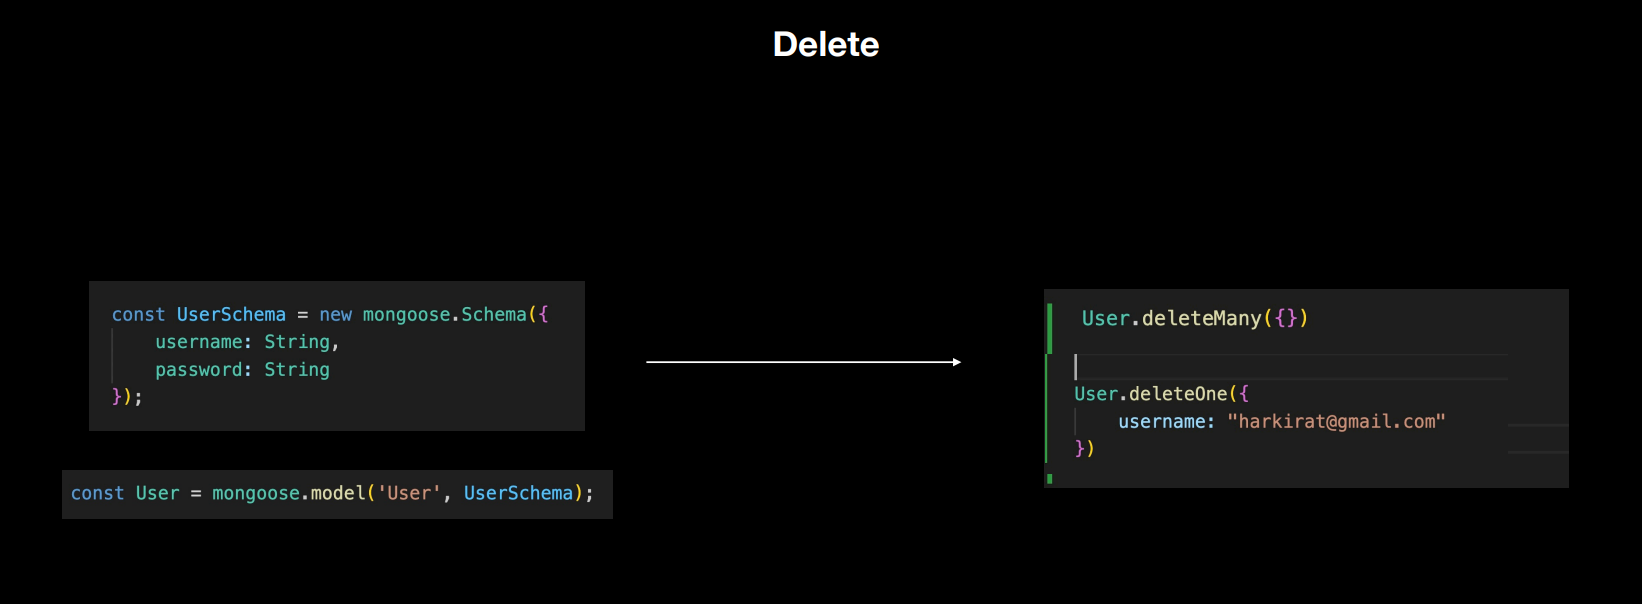 Delete
const UserSchema = new mongoose.Schema({
username: String,
password: String
});
const User = mongoose.model('User', UserSchema);
User.deleteMany({})
User.deleteOne({
username: "harkirat@gmail.com"
})